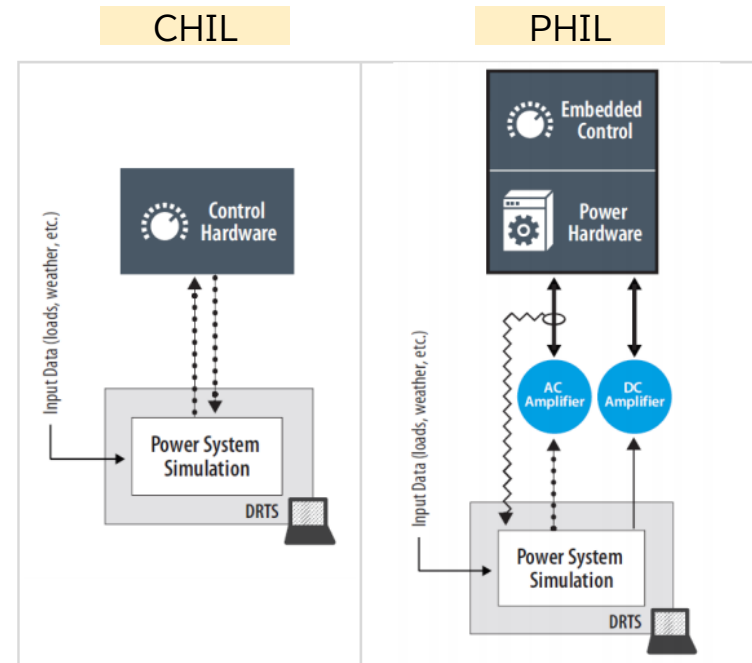 CHIL
Control
Hardware
Input Data (loads, weather, etc.)
Power System
Simulation
DRTS
PHIL
Embedded
Control
Power
Hardware
Input Data (loads, weather, etc.)
AC
Amplifier
DC
Amplifier
Power System
Simulation
DRTS